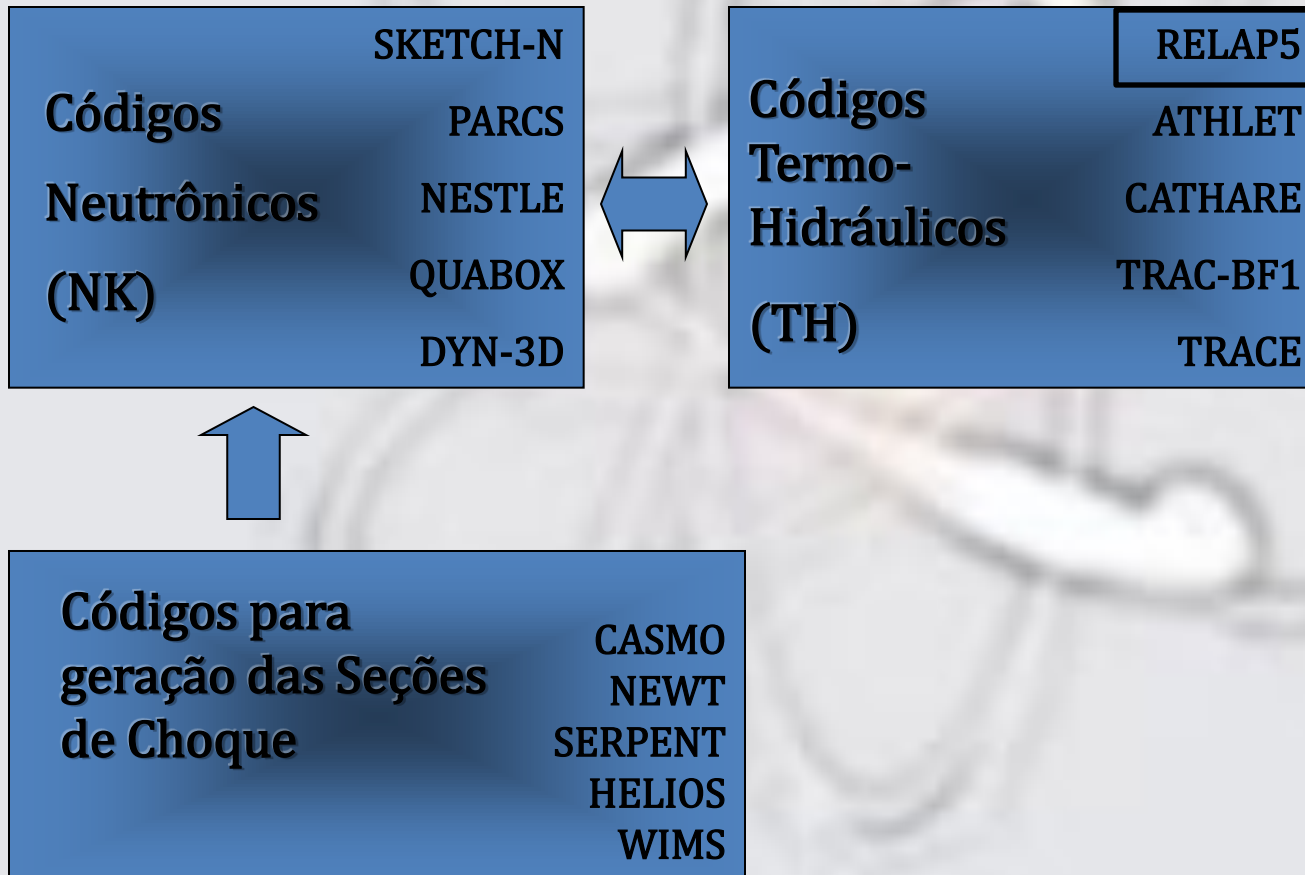 Códigos
Neutrônicos
(NK)
SKETCH-N
PARCS
NESTLE
QUABOX
DYN-3D
Códigos
Termo-
Hidráulicos
(TH)
RELAP5
ATHLET
CATHARE
TRAC-BF1
TRACE
Códigos para
geração das Seções
de Choque
CASMO
NEWT
SERPENT
HELIOS
WIMS